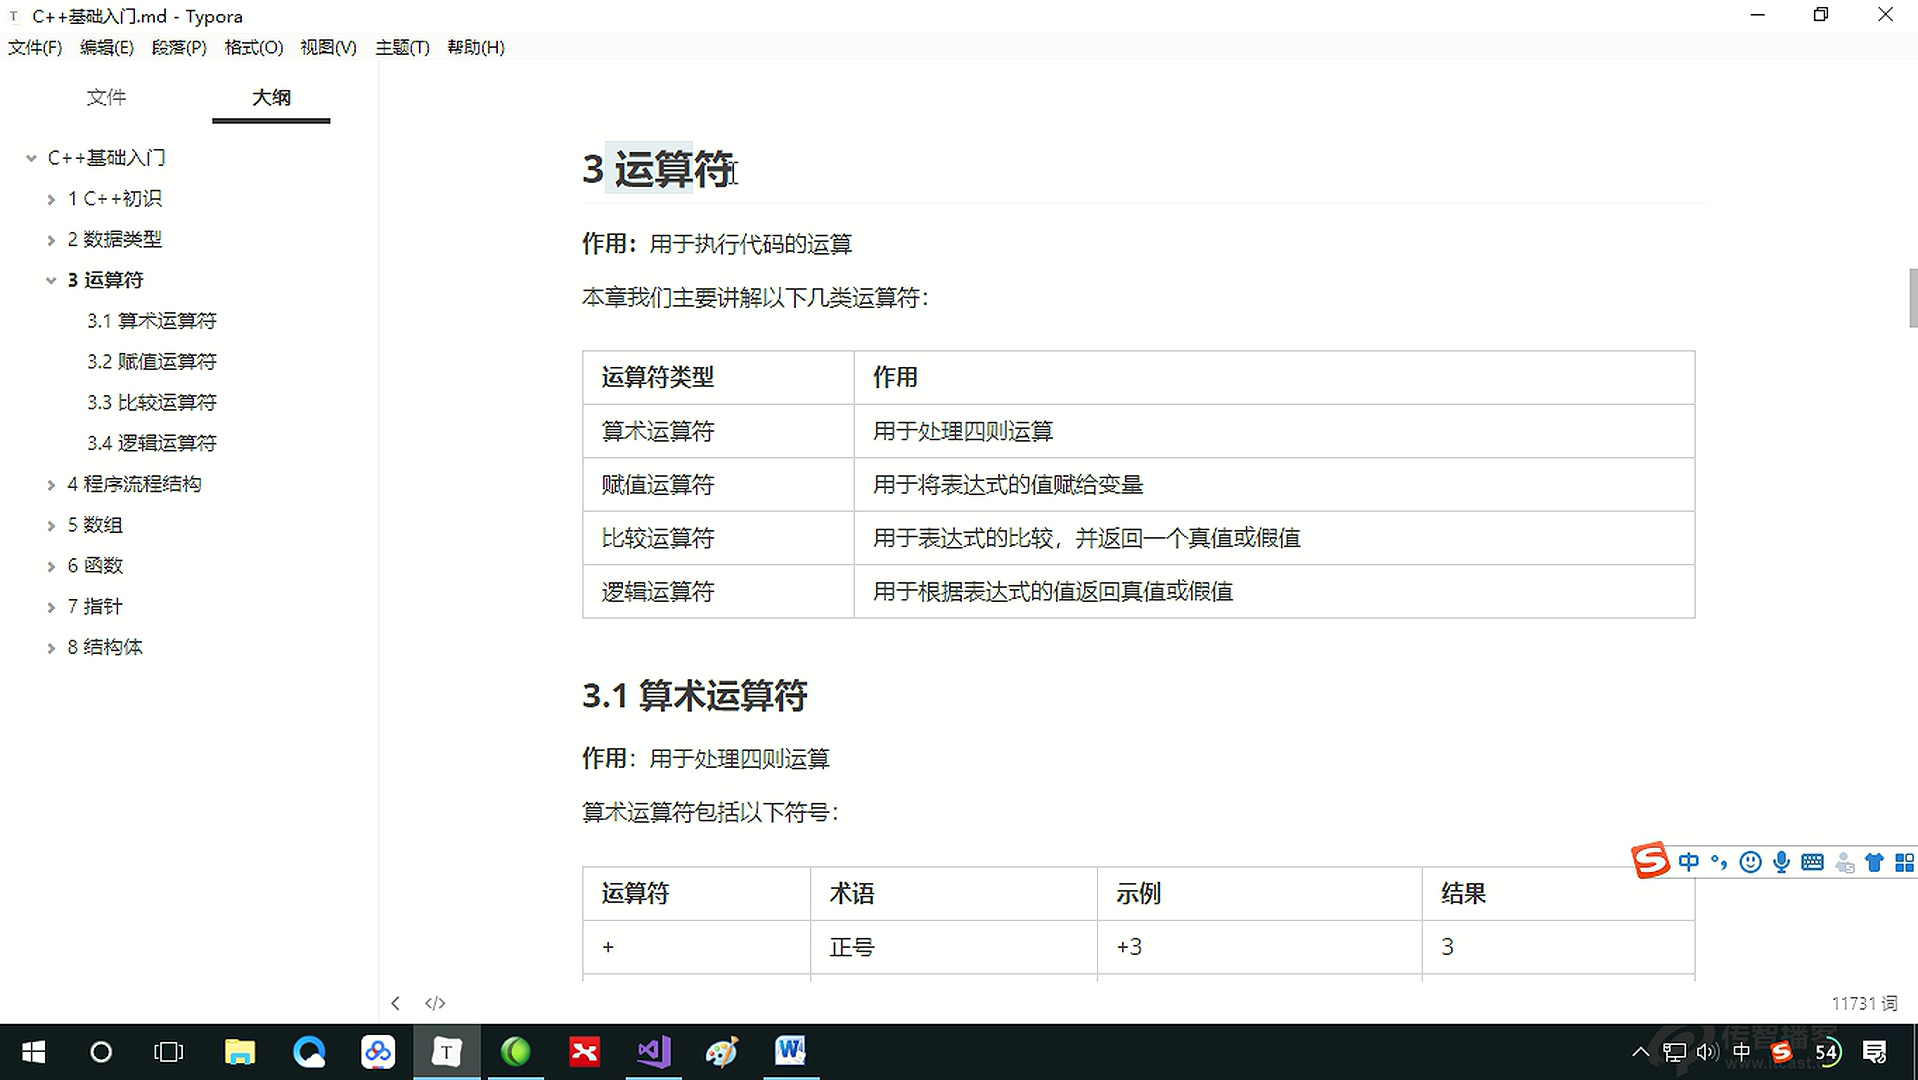 C++基础入门.md - Typora
文件(F) 编辑(E) 段落(P) 格式(O) 视图(V) 主题(T) 帮助(H)
文件 大纲
C++基础入门
1 C++初识
2 数据类型
3 运算符
3.1 算术运算符
3.2 赋值运算符
3.3 比较运算符
3.4 逻辑运算符
4 程序流程结构
5 数组
6 函数
7 指针
8 结构体
3 运算符
作用：用于执行代码的运算
本章我们主要讲解以下几类运算符：
运算符类型 作用
算术运算符 用于处理四则运算
赋值运算符 用于将表达式的值赋给变量
比较运算符 用于表达式的比较，并返回一个真值或假值
逻辑运算符 用于根据表达式的值返回真值或假值
3.1 算术运算符
作用：用于处理四则运算
算术运算符包括以下符号：
运算符 术语 示例 结果
+ 正号 +3 3
中
11731 词
中 54
传智播客